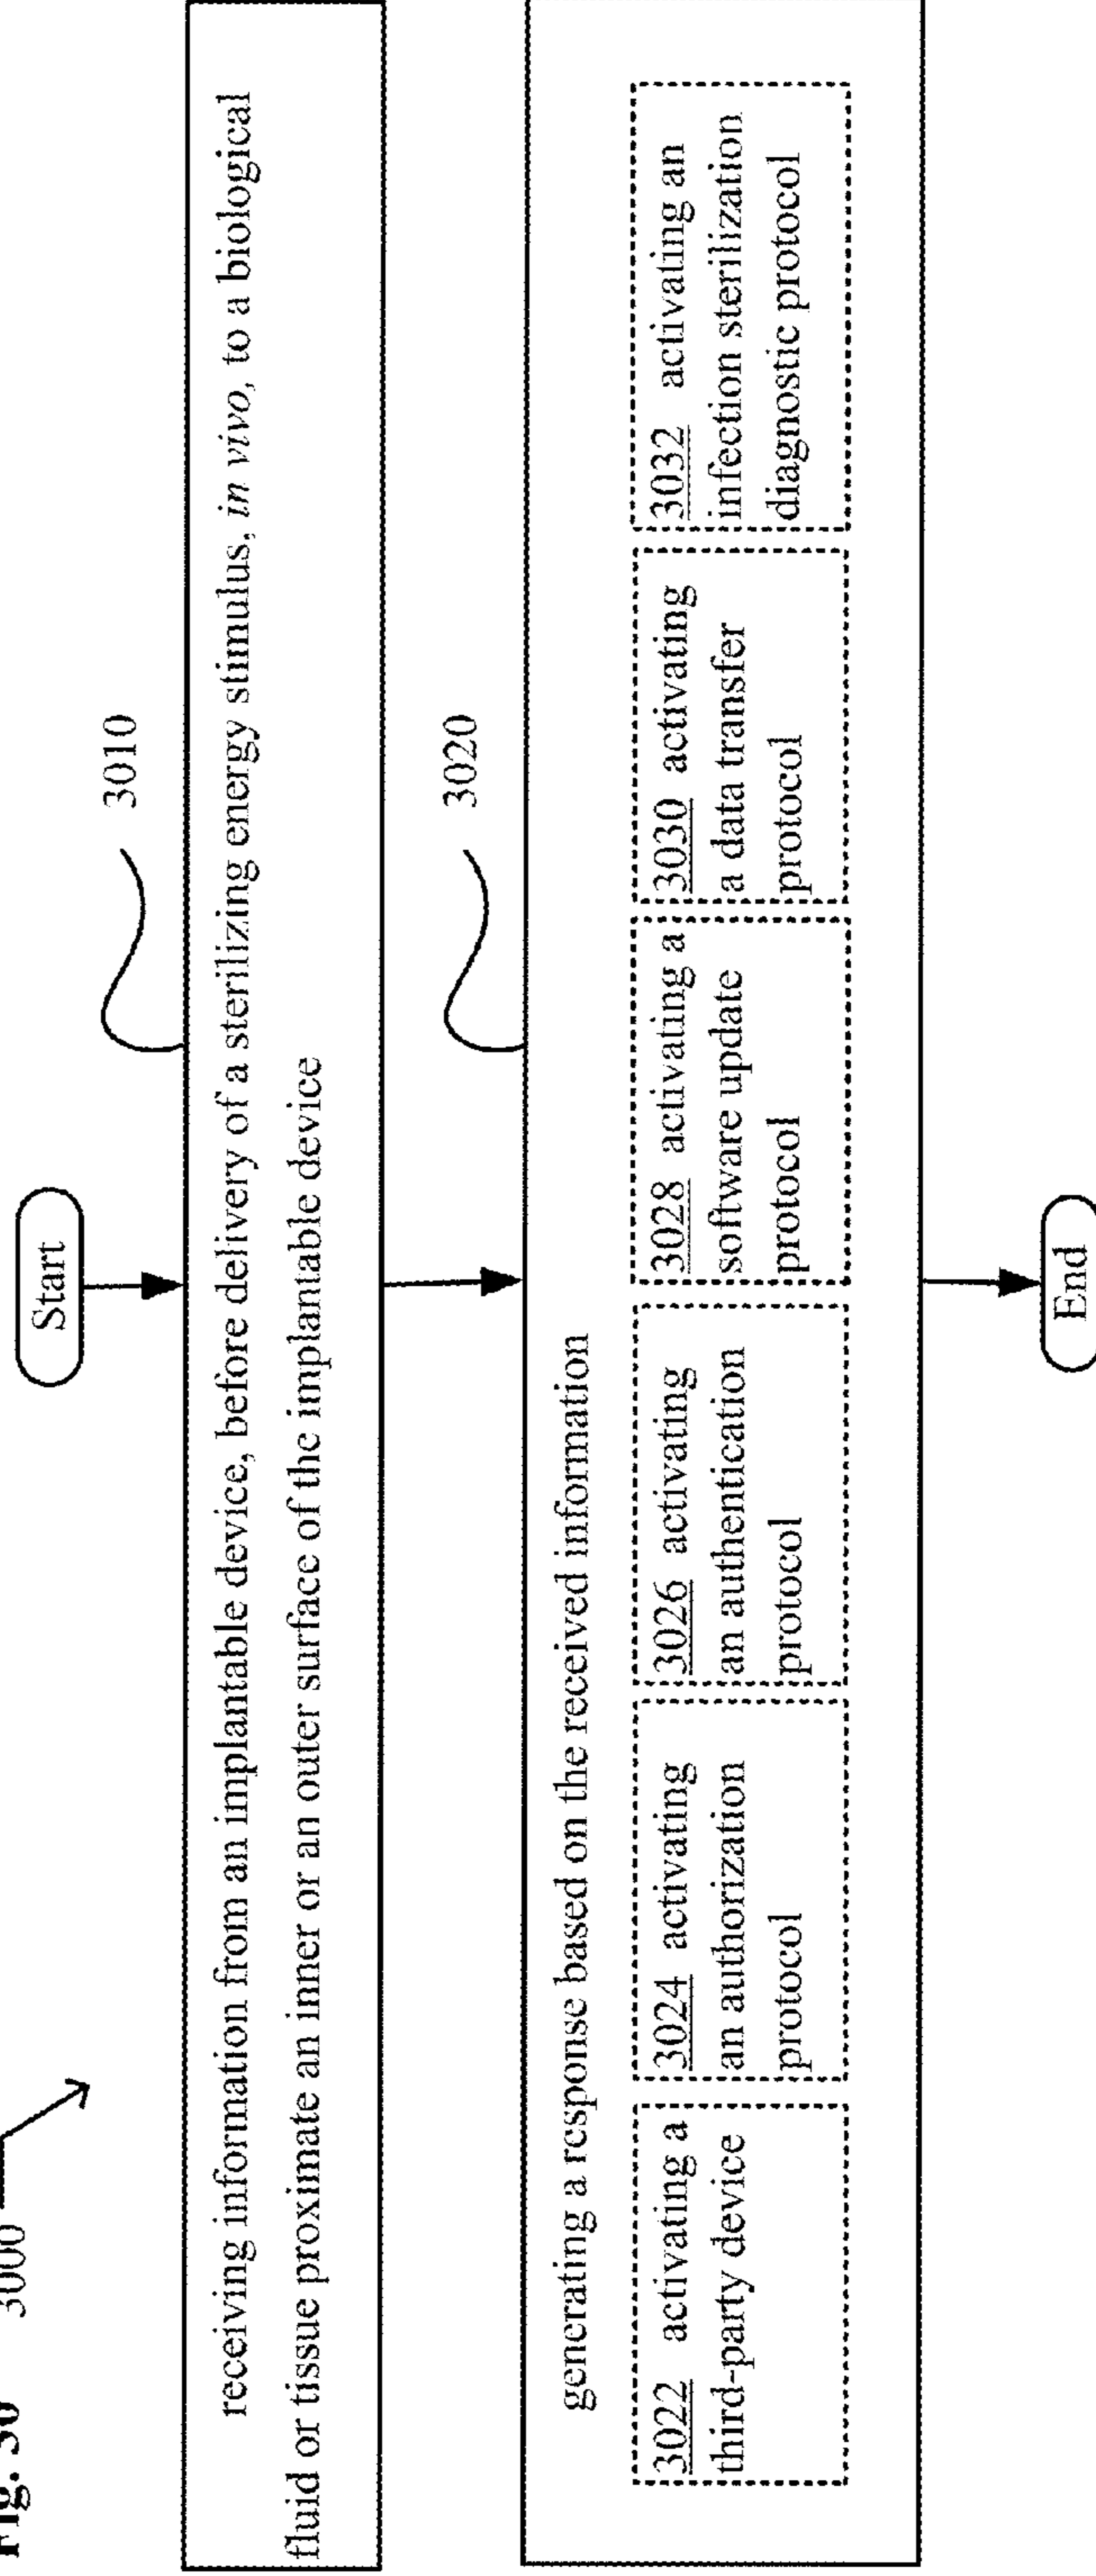 Fig. 30
3000
Start
3010
receiving information from an implantable device, before delivery of a sterilizing energy stimulus, in vivo, to a biological
fluid or tissue proximate an inner or an outer surface of the implantable device
3020
generating a response based on the received information
3022 activating a
third-party device
3024 activating
an authorization
protocol
3026 activating
an authentication
protocol
3028 activating a
software update
protocol
3030 activating
a data transfer
protocol
3032 activating an
infection sterilization
diagnostic protocol
End